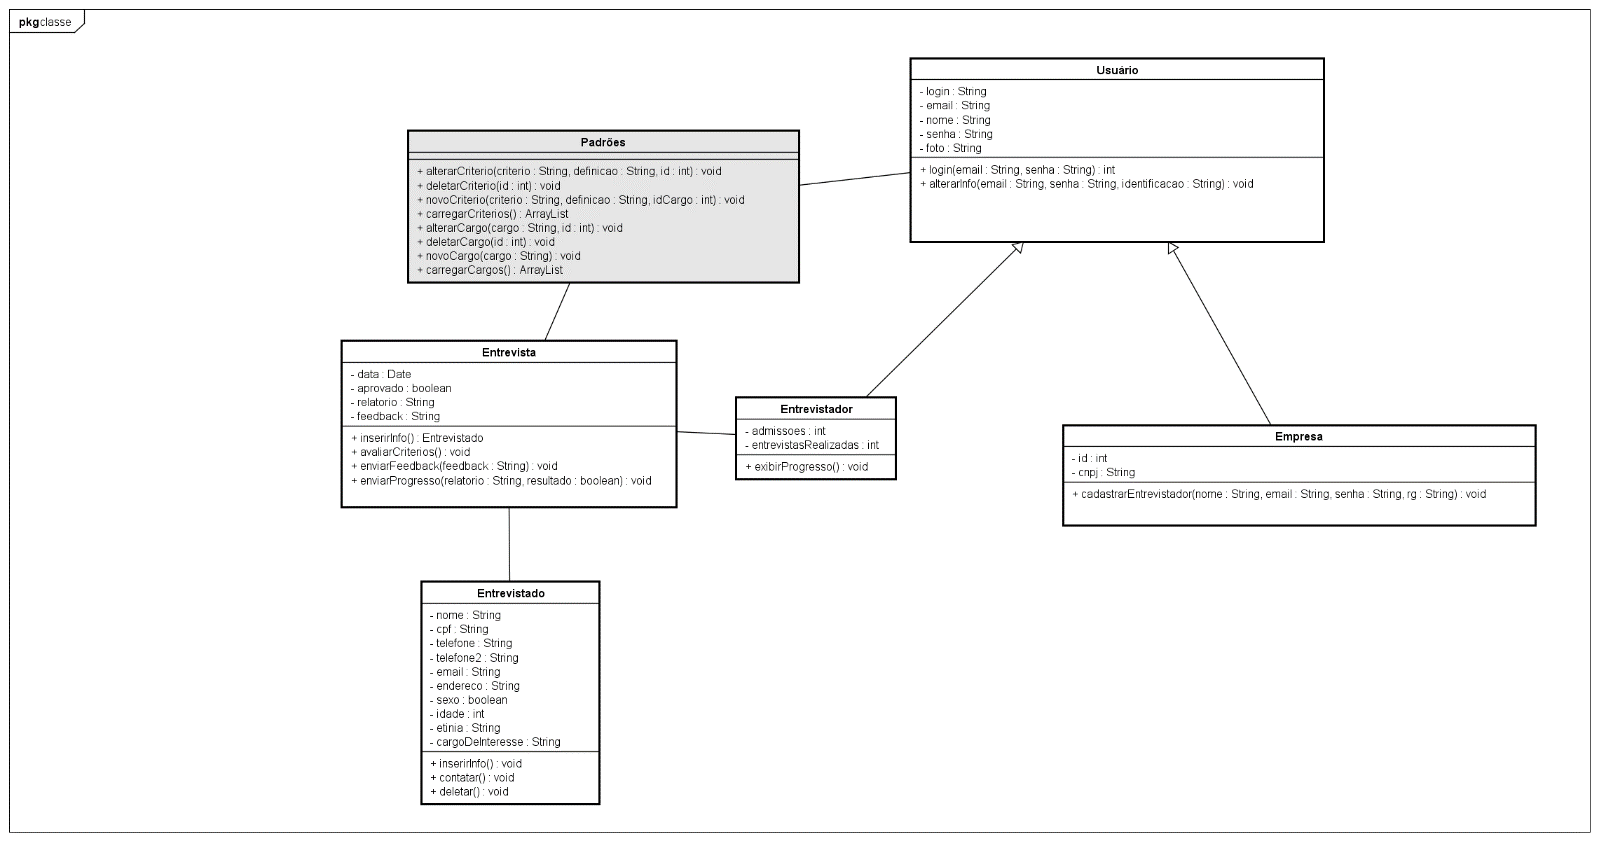 pkg classe
Usuário
- login : String
- email : String
- nome : String
- senha : String
- foto : String
+ login(email : String, senha : String) : int
+ alterarInfo(email : String, senha : String, identificacao : String) : void
Padrões
+ alterarCriterio(criterio : String, definicao : String, id : int) : void
+ deletarCriterio(id : int) : void
+ novoCriterio(criterio : String, definicao : String, idCargo : int) : void
+ carregarCriterios() : ArrayList
+ alterarCargo(cargo : String, id : int) : void
+ deletarCargo(id : int) : void
+ novoCargo(cargo : String) : void
+ carregarCargos() : ArrayList
Entrevista
- data : Date
- aprovado : boolean
- relatorio : String
- feedback : String
+ inserirInfo() : Entrevistado
+ avaliarCriterios() : void
+ enviarFeedback(feedback : String) : void
+ enviarProgresso(relatorio : String, resultado : boolean) : void
Entrevistador
- admissoes : int
- entrevistasRealizadas : int
+ exibirProgresso() : void
Empresa
- id : int
- cnpj : String
+ cadastrarEntrevistador(nome : String, email : String, senha : String, rg : String) : void
Entrevistado
- nome : String
- cpf : String
- telefone : String
- telefone2 : String
- email : String
- endereco : String
- sexo : boolean
- idade : int
- etinia : String
- cargoDeInteresse : String
+ inserirInfo() : void
+ contatar() : void
+ deletar() : void